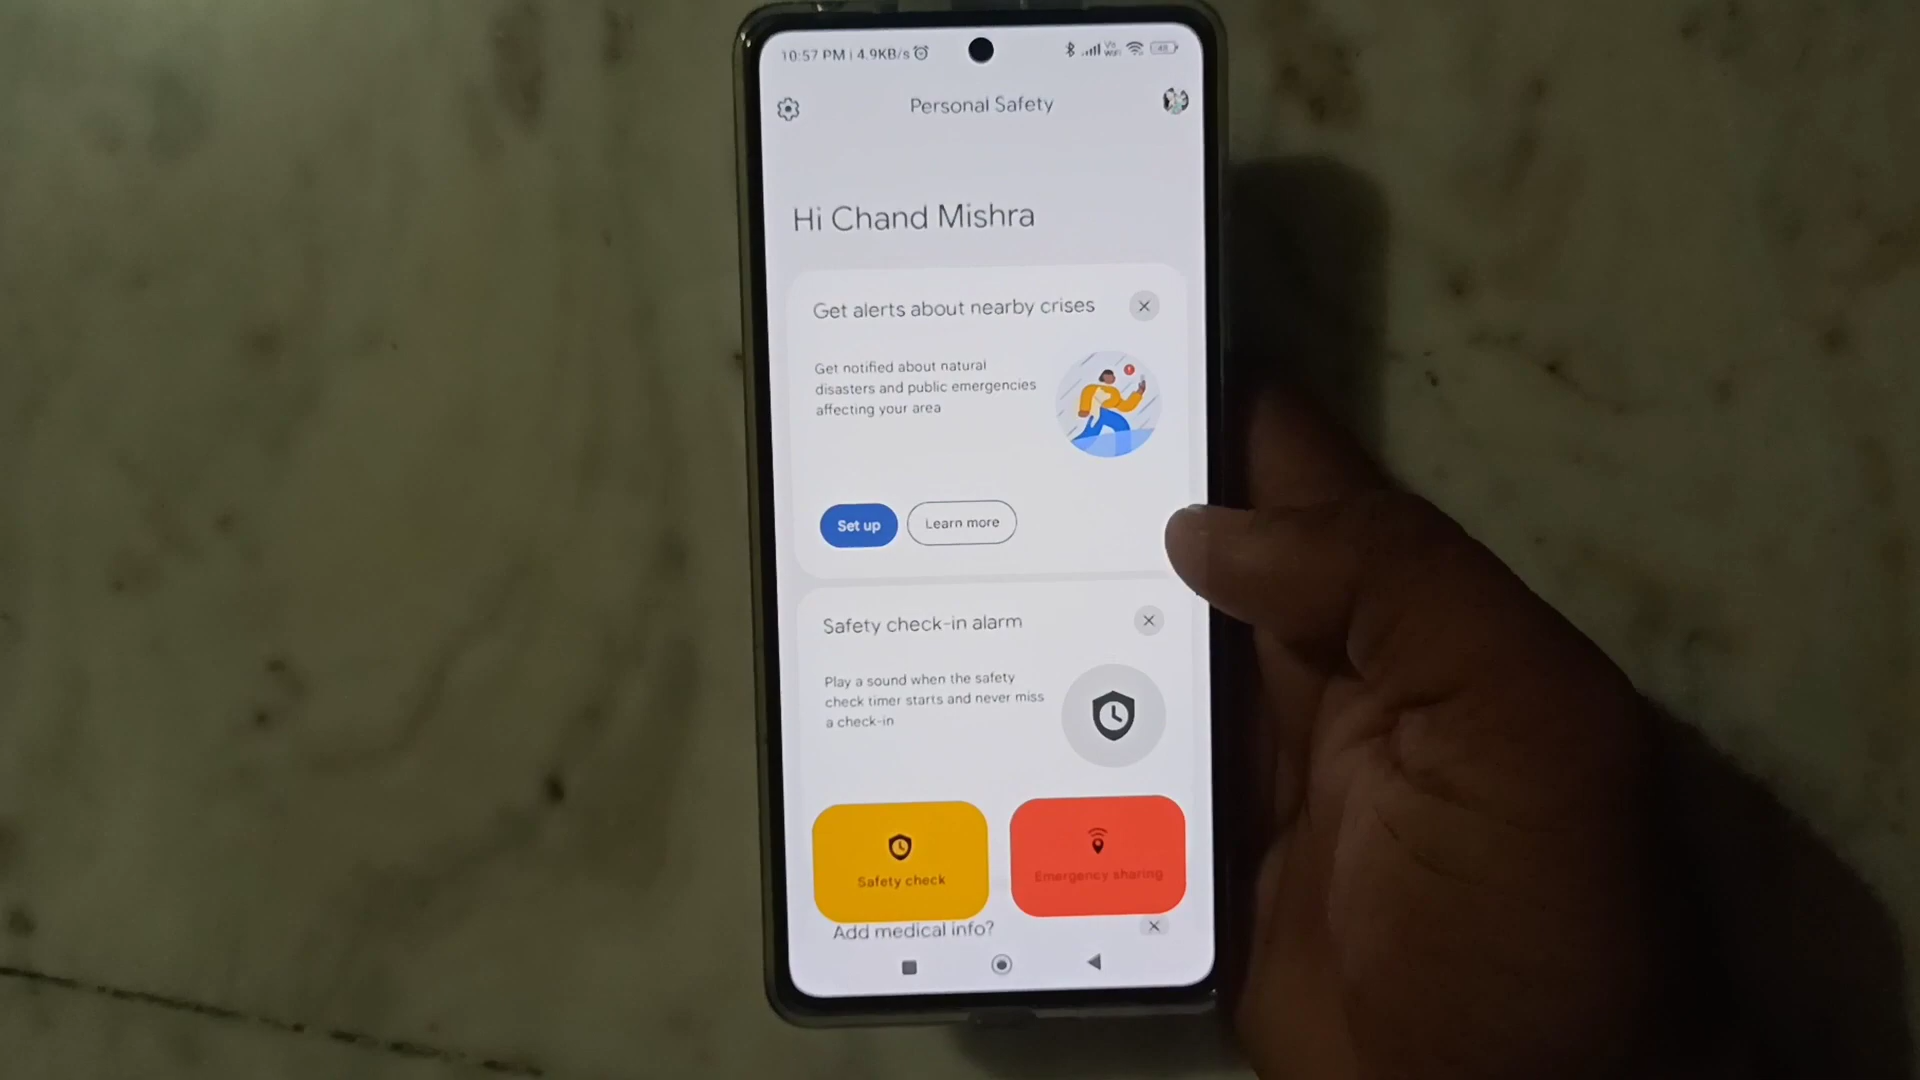 10:57 PM | 4.9KB/s
Personal Safety
Hi Chand Mishra
Get alerts about nearby crises
Get notified about natural
disasters and public emergencies
affecting your area
Set up
Learn more
Safety check-in alarm
Play a sound when the safety
check timer starts and never miss
a check-in
Safety check
Emergency sharing
Add medical info?